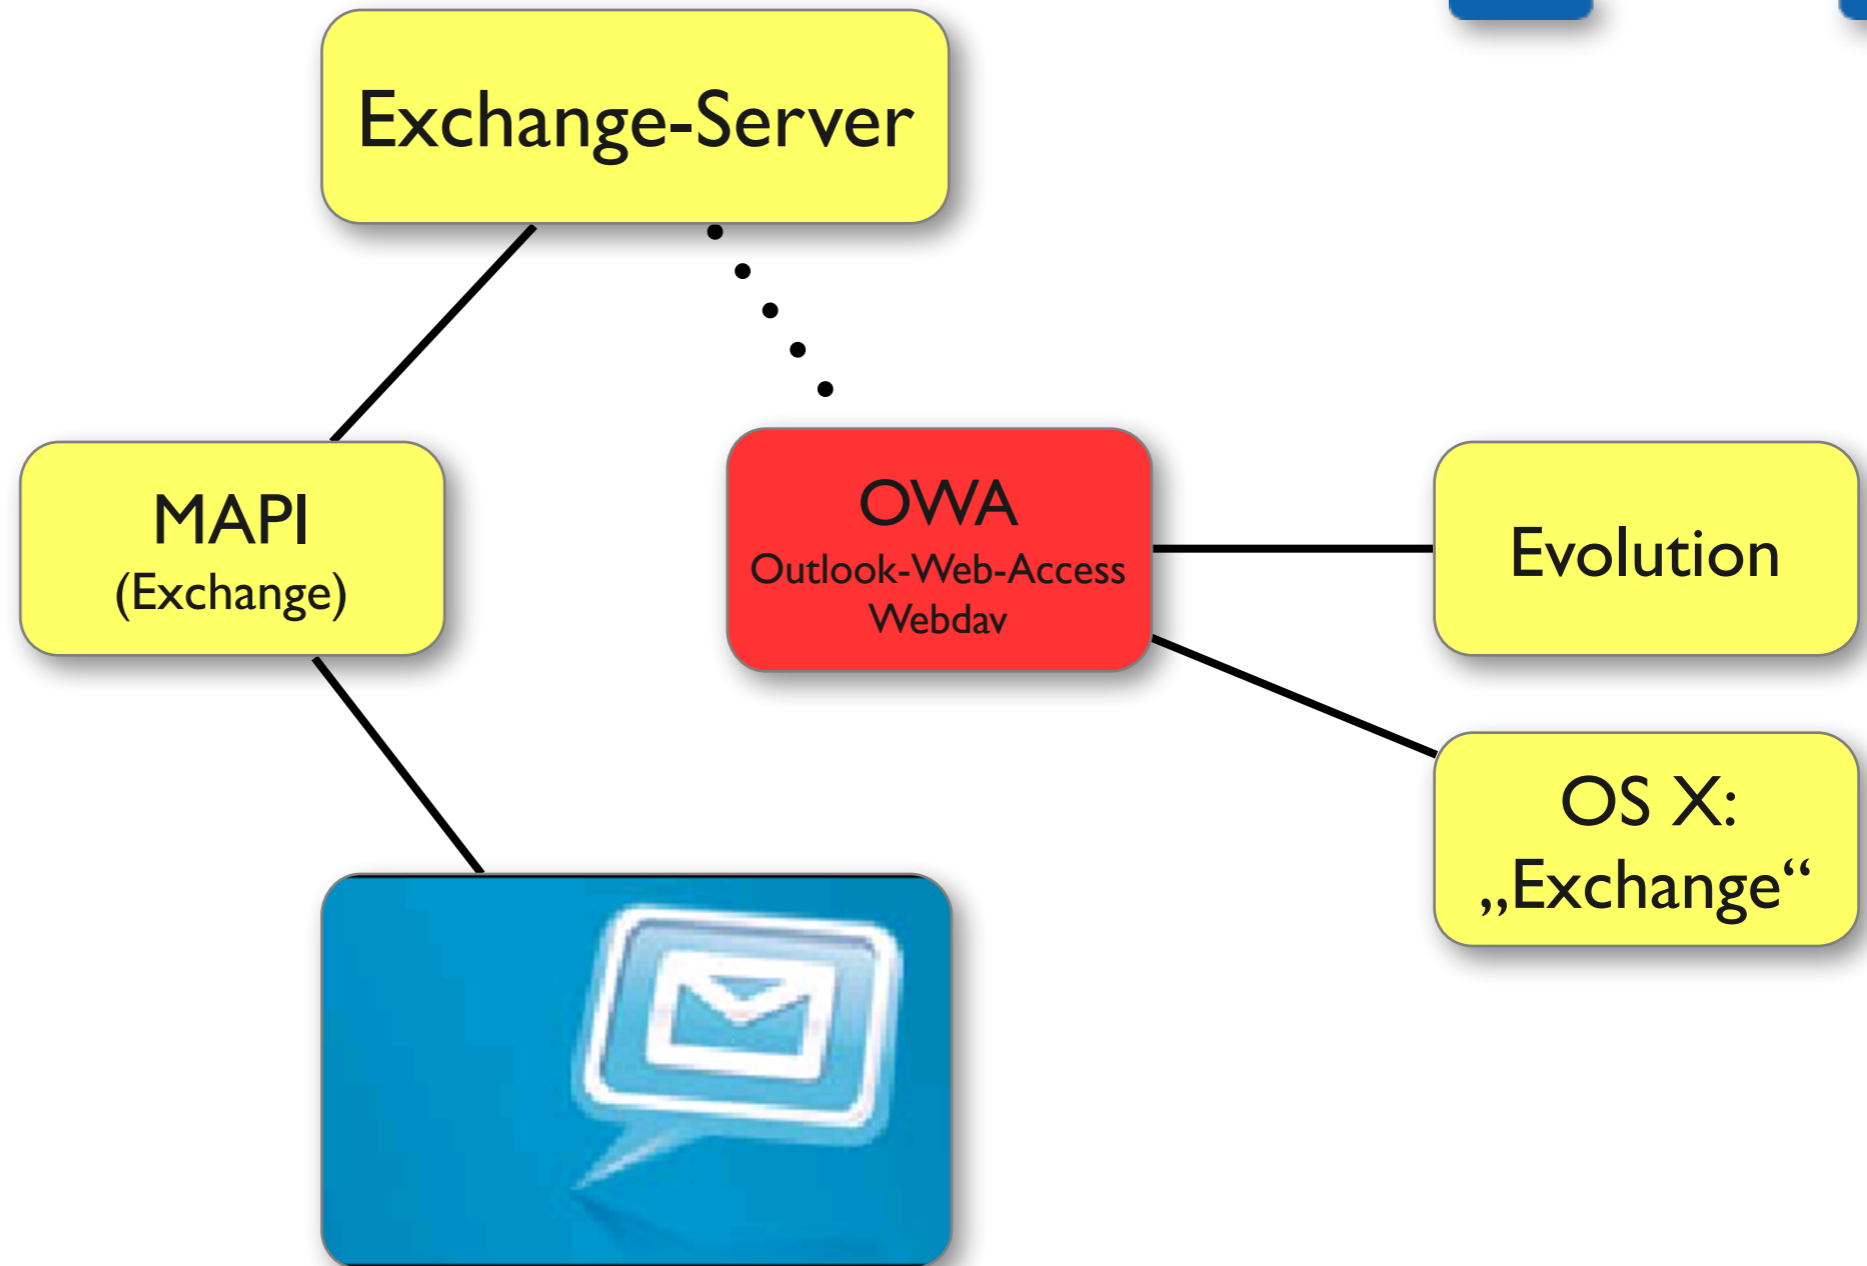 Exchange-Server
MAPI
(Exchange)
OWA
Outlook-Web-Access
Webdav
Evolution
OS X:
„Exchange“